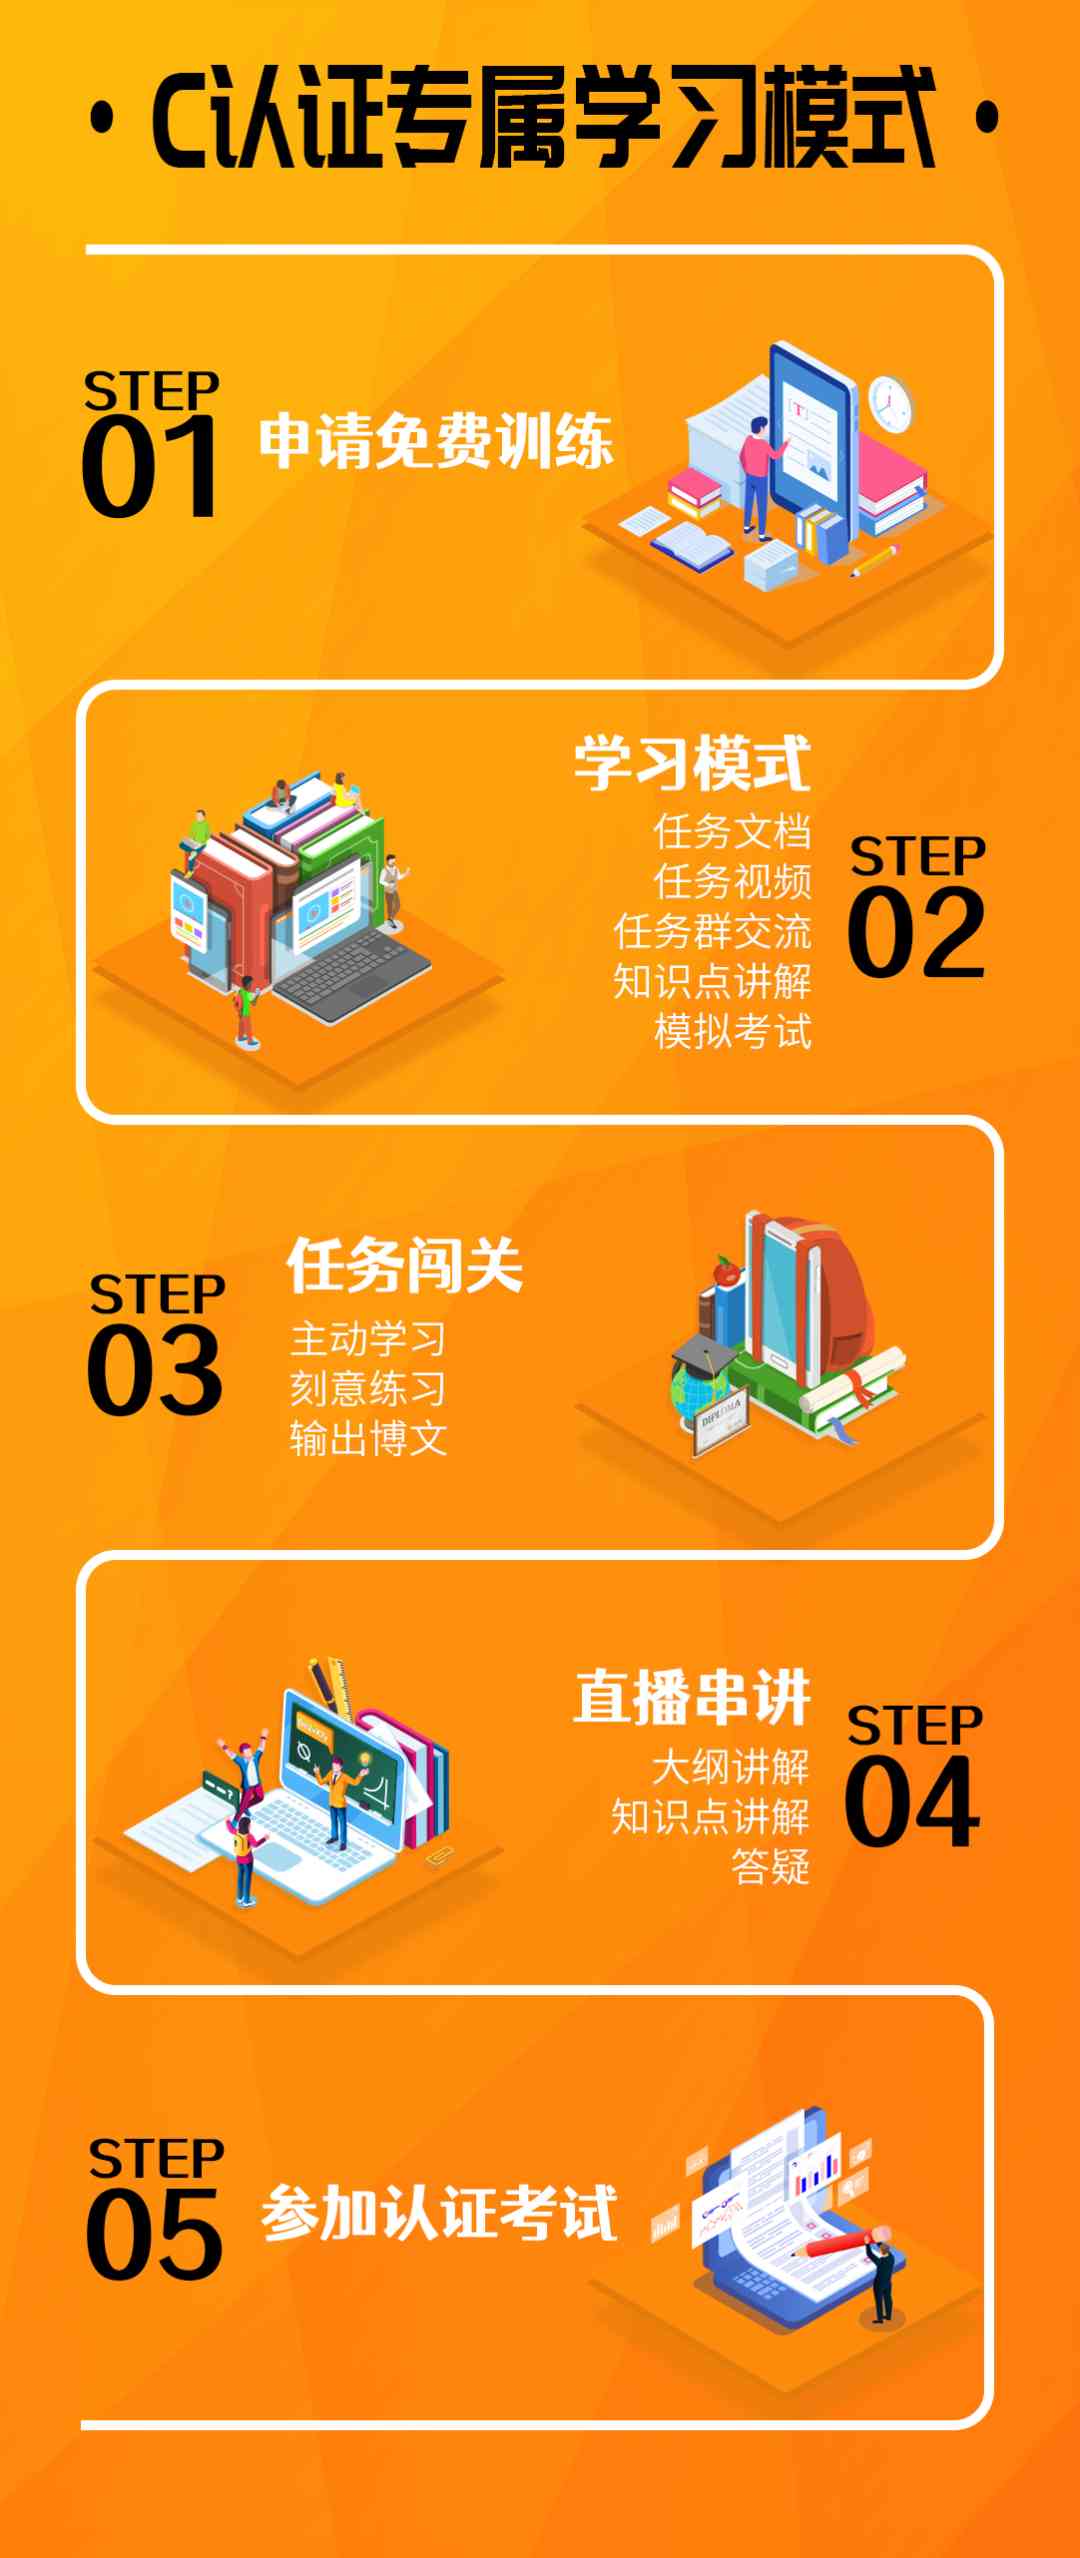 · C认证专属学习模式 ·
STEP
01
申请免费训练
[T]
学习模式
任务文档
任务视频
任务群交流
知识点讲解
模拟考试
STEP
02
STEP
03
任务闯关
主动学习
刻意练习
输出博文
DIPLOMA
直播串讲
大纲讲解
知识点讲解
答疑
STEP
04
STEP
05
参加认证考试